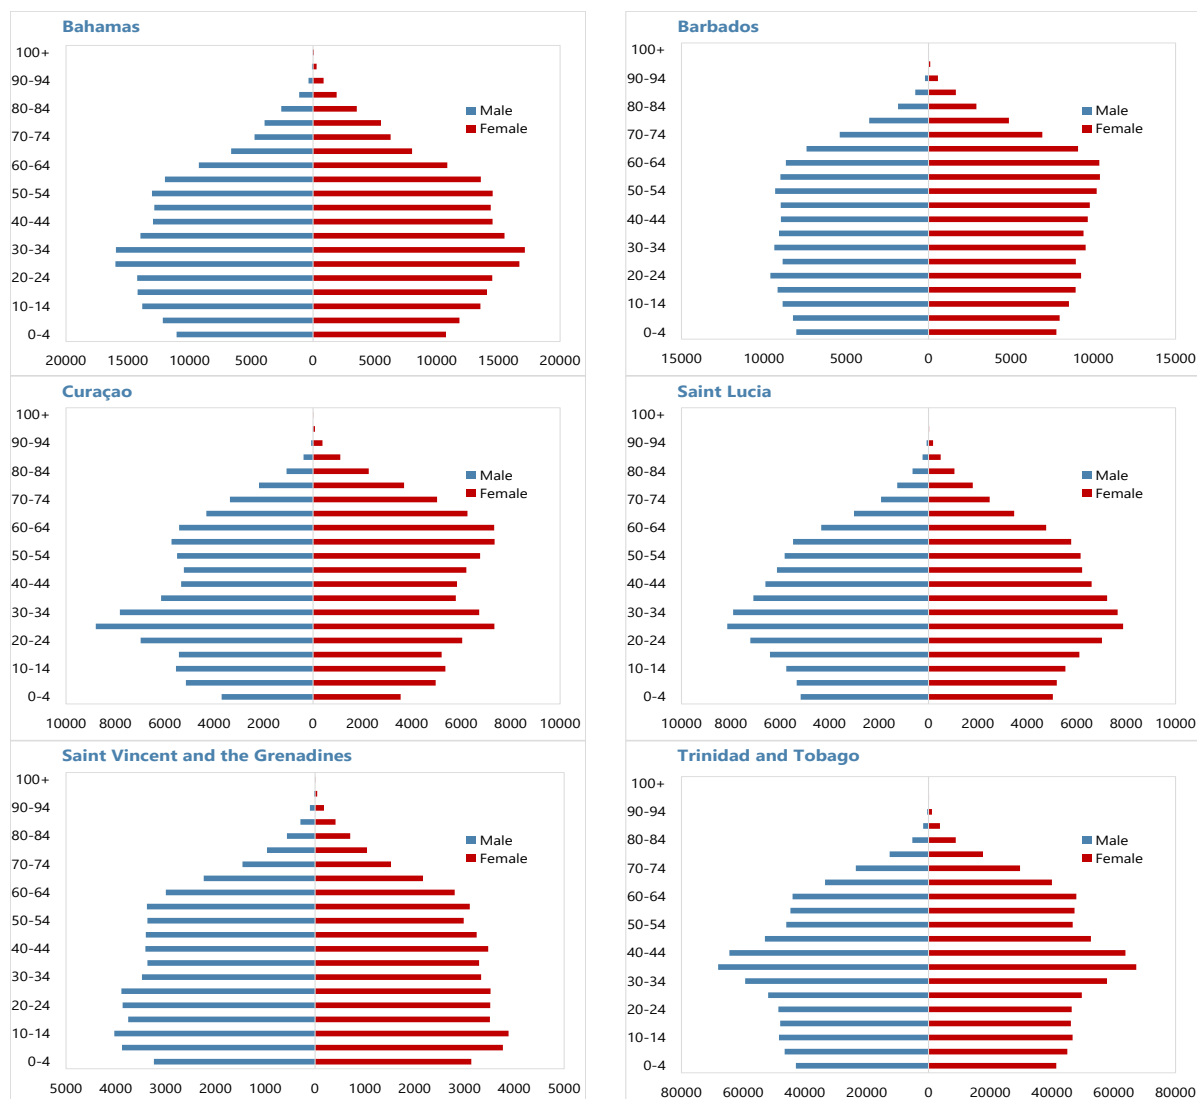 Bahamas
100+
90-94
80-84
70-74
60-64
50-54
40-44
30-34
20-24
10-14
0-4
Male
Female
20000 15000 10000 5000 0 5000 10000 15000 20000
Barbados
100+
90-94
80-84
70-74
60-64
50-54
40-44
30-34
20-24
10-14
0-4
Male
Female
15000 10000 5000 0 5000 10000 15000
Curaçao
100+
90-94
80-84
70-74
60-64
50-54
40-44
30-34
20-24
10-14
0-4
Male
Female
10000 8000 6000 4000 2000 0 2000 4000 6000 8000 10000
Saint Lucia
100+
90-94
80-84
70-74
60-64
50-54
40-44
30-34
20-24
10-14
0-4
Male
Female
10000 8000 6000 4000 2000 0 2000 4000 6000 8000 10000
Saint Vincent and the Grenadines
100+
90-94
80-84
70-74
60-64
50-54
40-44
30-34
20-24
10-14
0-4
Male
Female
5000 4000 3000 2000 1000 0 1000 2000 3000 4000 5000
Trinidad and Tobago
100+
90-94
80-84
70-74
60-64
50-54
40-44
30-34
20-24
10-14
0-4
Male
Female
80000 60000 40000 20000 0 20000 40000 60000 80000